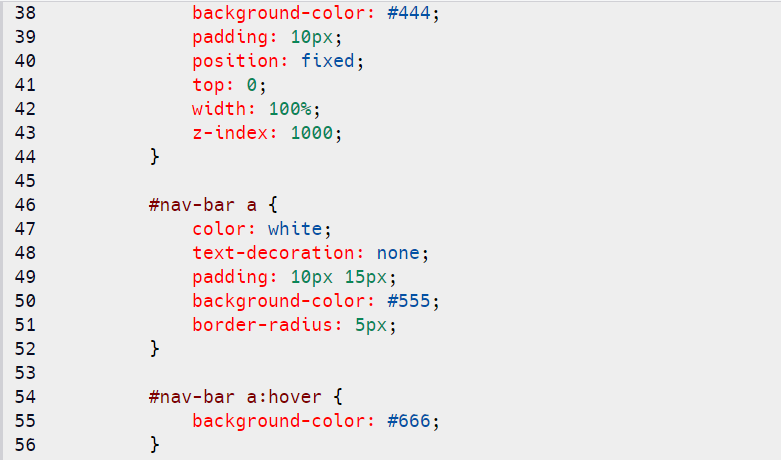 38 background-color: #444;
39 padding: 10px;
40 position: fixed;
41 top: 0;
42 width: 100%;
43 z-index: 1000;
44 }
45
46 #nav-bar a {
47 color: white;
48 text-decoration: none;
49 padding: 10px 15px;
50 background-color: #555;
51 border-radius: 5px;
52 }
53
54 #nav-bar a:hover {
55 background-color: #666;
56 }